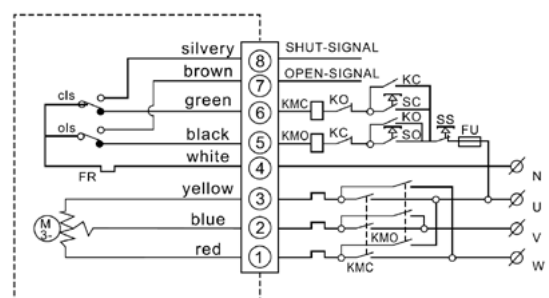 silvery 8 SHUT-SIGNAL
brown 7 OPEN-SIGNAL
cls green 6 KMC KO KC SC SS FU
ols black 5 KMO KC KO SO
FR white 4 N
yellow 3 U
M 3~ blue 2 KMO V
red 1 KMC W